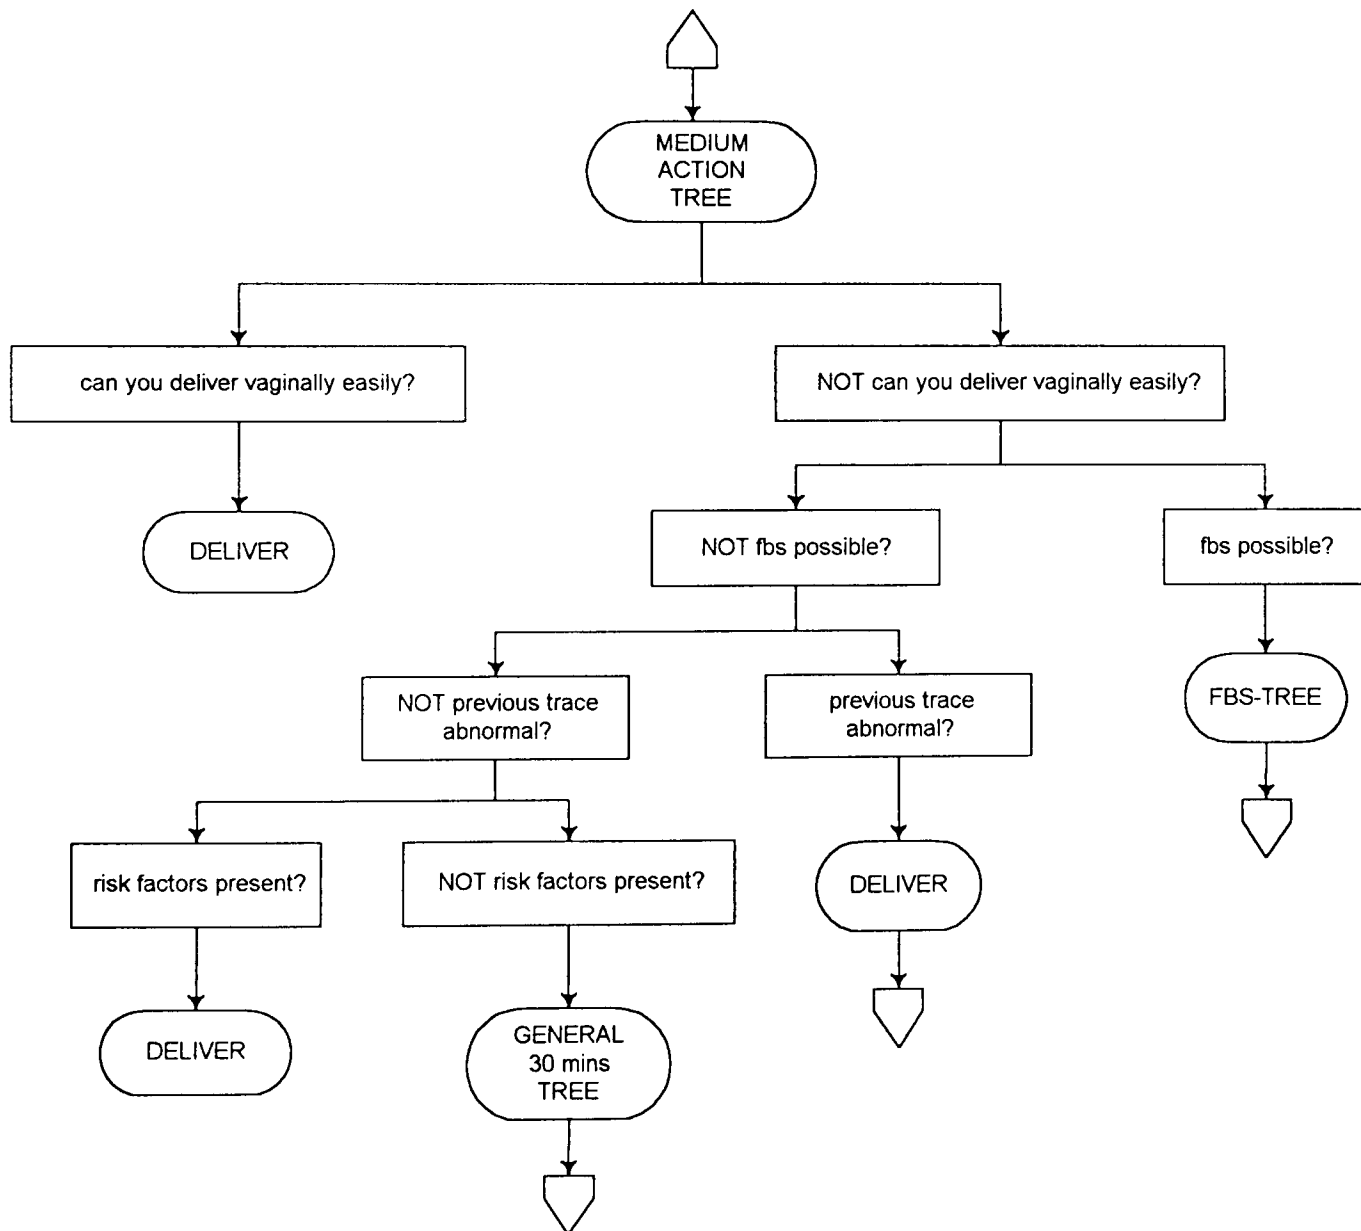 MEDIUM
ACTION
TREE
can you deliver vaginally easily?
NOT can you deliver vaginally easily?
DELIVER
NOT fbs possible?
fbs possible?
NOT previous trace
abnormal?
previous trace
abnormal?
FBS-TREE
risk factors present?
NOT risk factors present?
DELIVER
DELIVER
GENERAL
30 mins
TREE